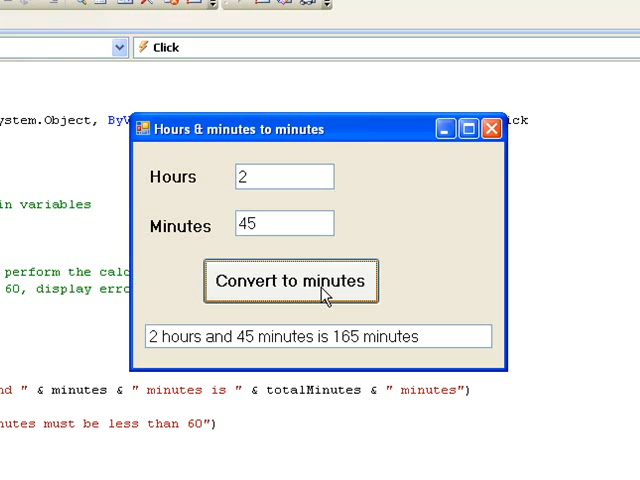 Click
ystem.Object, ByV
ick
Hours & minutes to minutes
Hours 2
in variables
Minutes 45
perform the calc
60, display erro
Convert to minutes
2 hours and 45 minutes is 165 minutes
nd " & minutes & " minutes is " & totalMinutes & " minutes")
nutes must be less than 60")